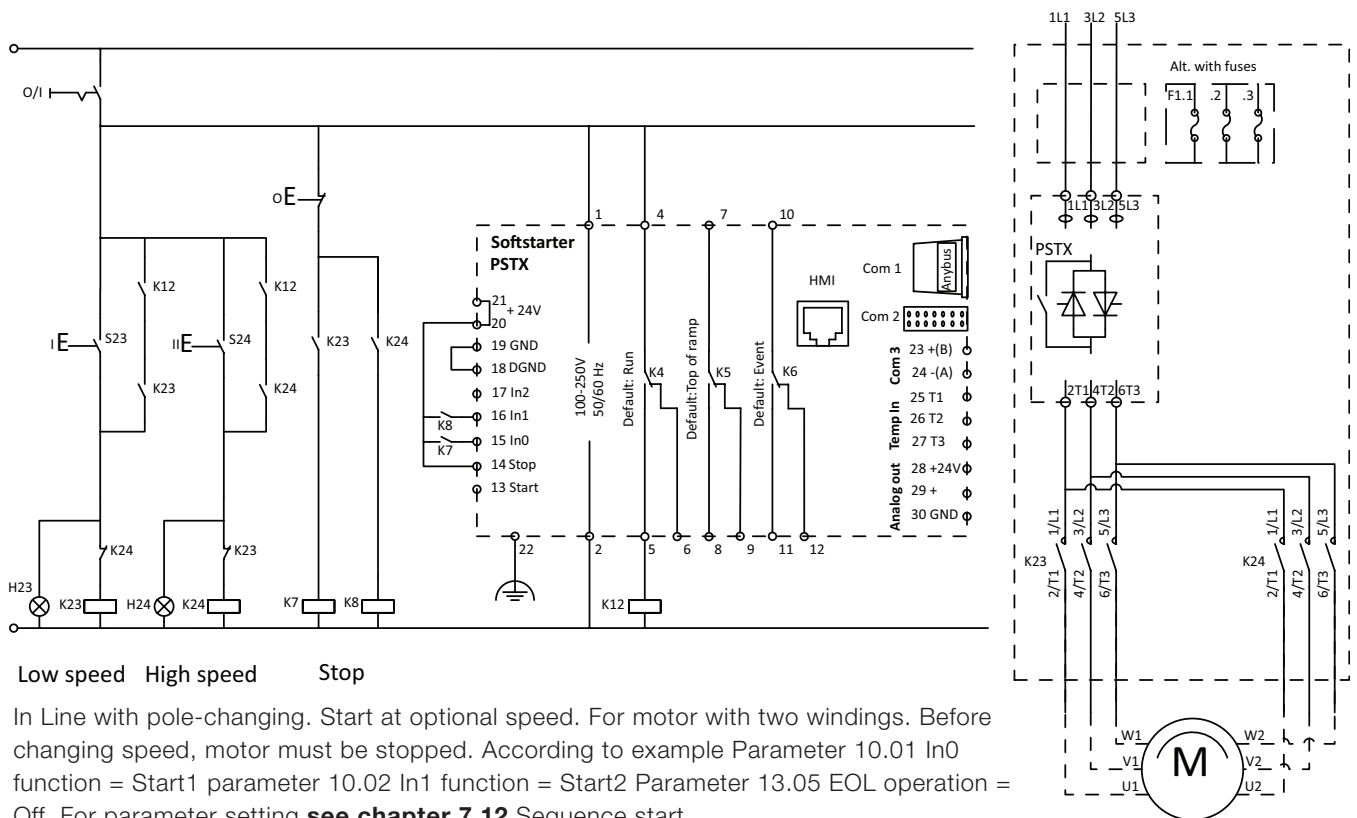 1L1 3L2 5L3
Alt. with fuses
F1.1 .2 .3
O/I
OE
1 4 7 10
Softstarter
PSTX
1L1 3L2 5L3
PSTX
Com 1
Anybus
HMI
Com 2
K12 K12
21
+ 24V
20
19 GND
18 DGND
17 In2
16 In1
K8
15 In0
K7
14 Stop
13 Start
IE S23
IIE S24
K23 K24
K23 K24
100-250V
50/60 Hz
Default: Run
K4
Default:Top of ramp
K5
Default: Event
K6
Com 3
23 +(B)
24 -(A)
Temp In
25 T1
26 T2
27 T3
Analog out
28 +24V
29 +
30 GND
2T1 4T2 6T3
22 2 5 6 8 9 11 12
K24 K23
H23 K23 H24 K24 K7 K8 K12
1/L1 3/L2 5/L3
K23
2/T1 4/T2 6/T3
1/L1 3/L2 5/L3
K24
2/T1 4/T2 6/T3
Low speed High speed Stop
W1 W2
V1 M V2
U1 U2
In Line with pole-changing. Start at optional speed. For motor with two windings. Before
changing speed, motor must be stopped. According to example Parameter 10.01 In0
function = Start1 parameter 10.02 In1 function = Start2 Parameter 13.05 EOL operation =
Off. For parameter setting see chapter 7.12 Sequence start